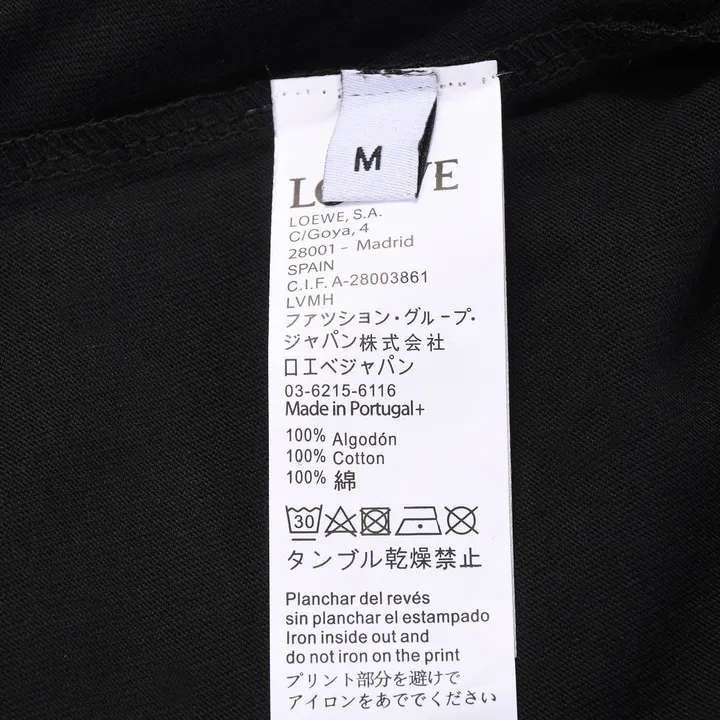 M
LOEWE
LOEWE, S.A.
C/Goya, 4
28001 - Madrid
SPAIN
C.I.F. A-28003861
LVMH
ファツション・グループ・
ジャパン株式会社
ロエベジャパン
03-6215-6116
Made in Portugal+
100% Algodón
100% Cotton
100% 綿
30
タンブル乾燥禁止
Planchar del revés
sin planchar el estampado
Iron inside out and
do not iron on the print
プリント部分を避けで
アイロンをあででください